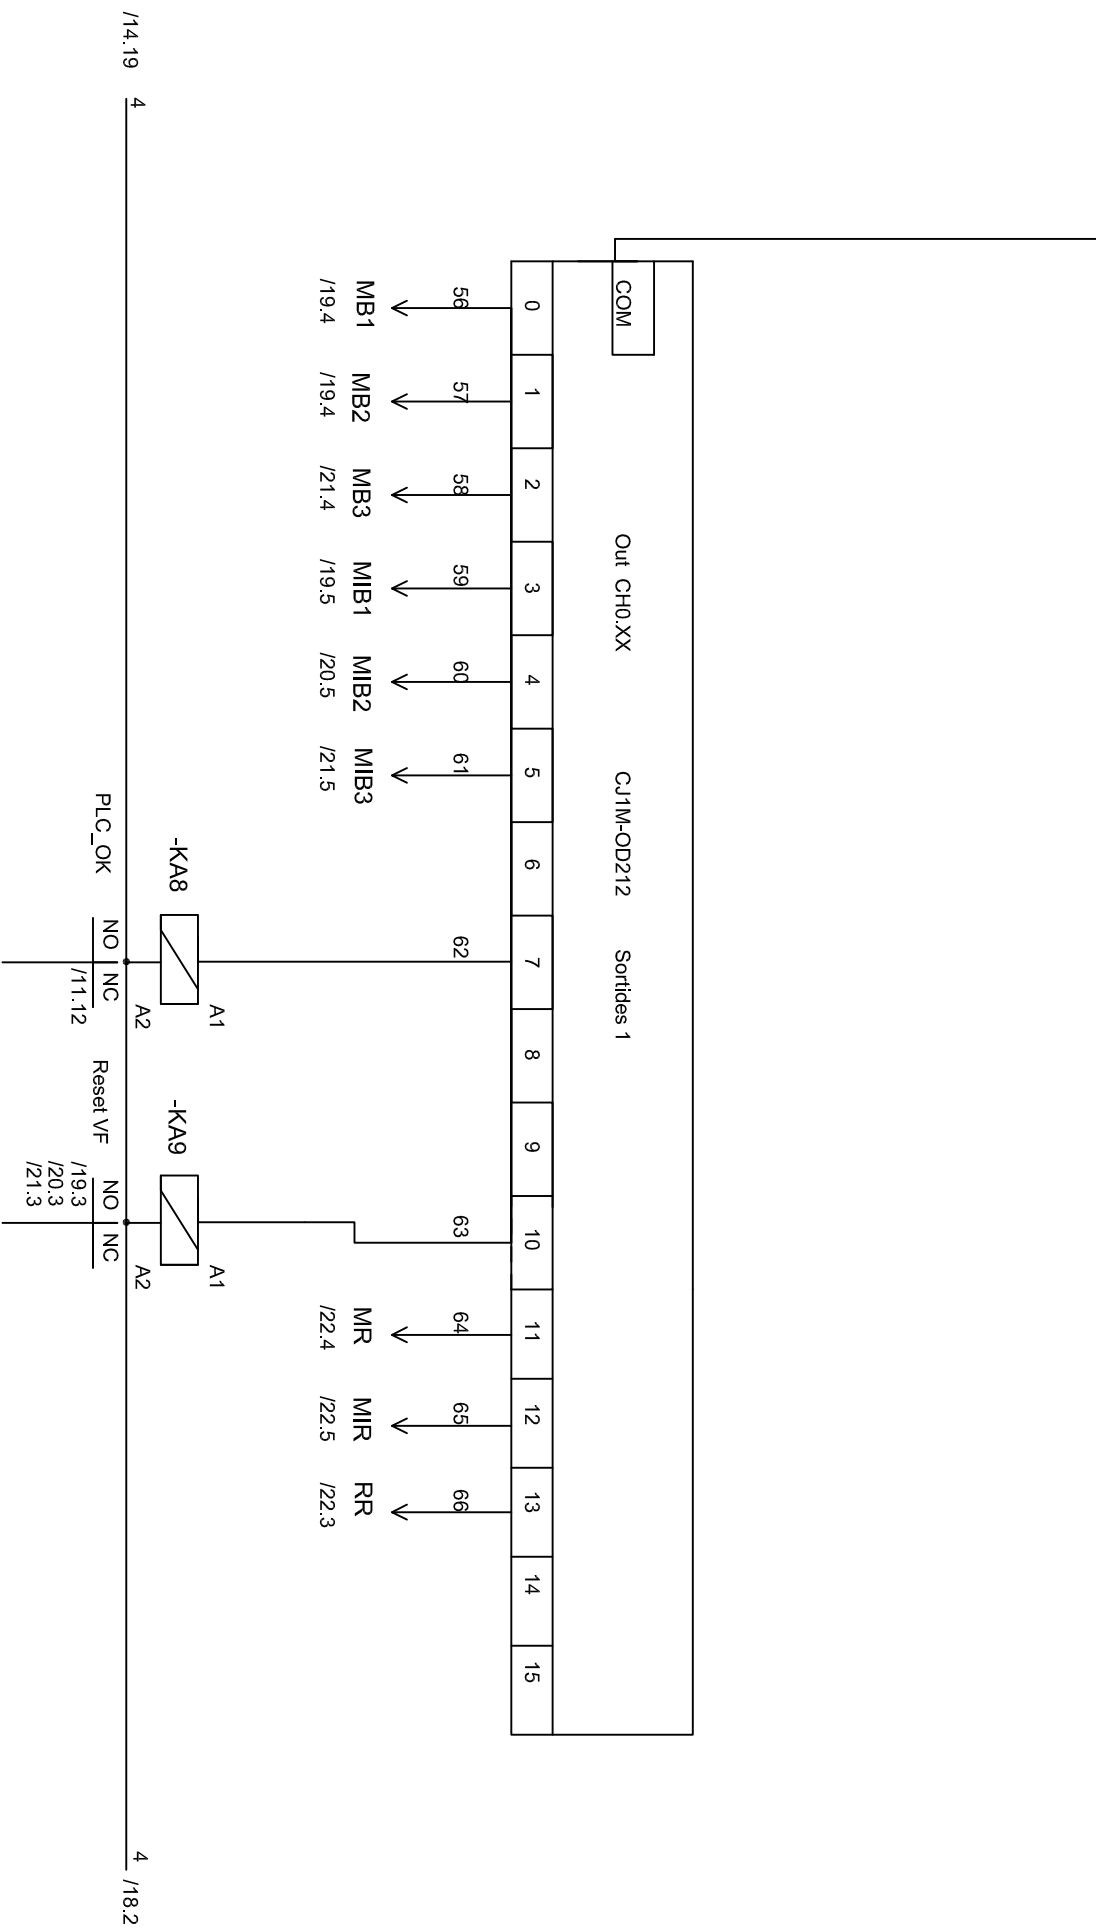 COM
Out CH0.XX CJ1M-OD212 Sortides 1
0 1 2 3 4 5 6 7 8 9 10 11 12 13 14 15
56 57 58 59 60 61 62 63 64 65 66
MB1 MB2 MB3 MIB1 MIB2 MIB3 MR MIR RR
/19.4 /19.4 /21.4 /19.5 /20.5 /21.5 /22.4 /22.5 /22.3
A1 A1
-KA8 -KA9
A2 A2
/14.19 4 4 /18.2
PLC_OK NO NC Reset VF NO NC
/11.12 /19.3
/20.3
/21.3